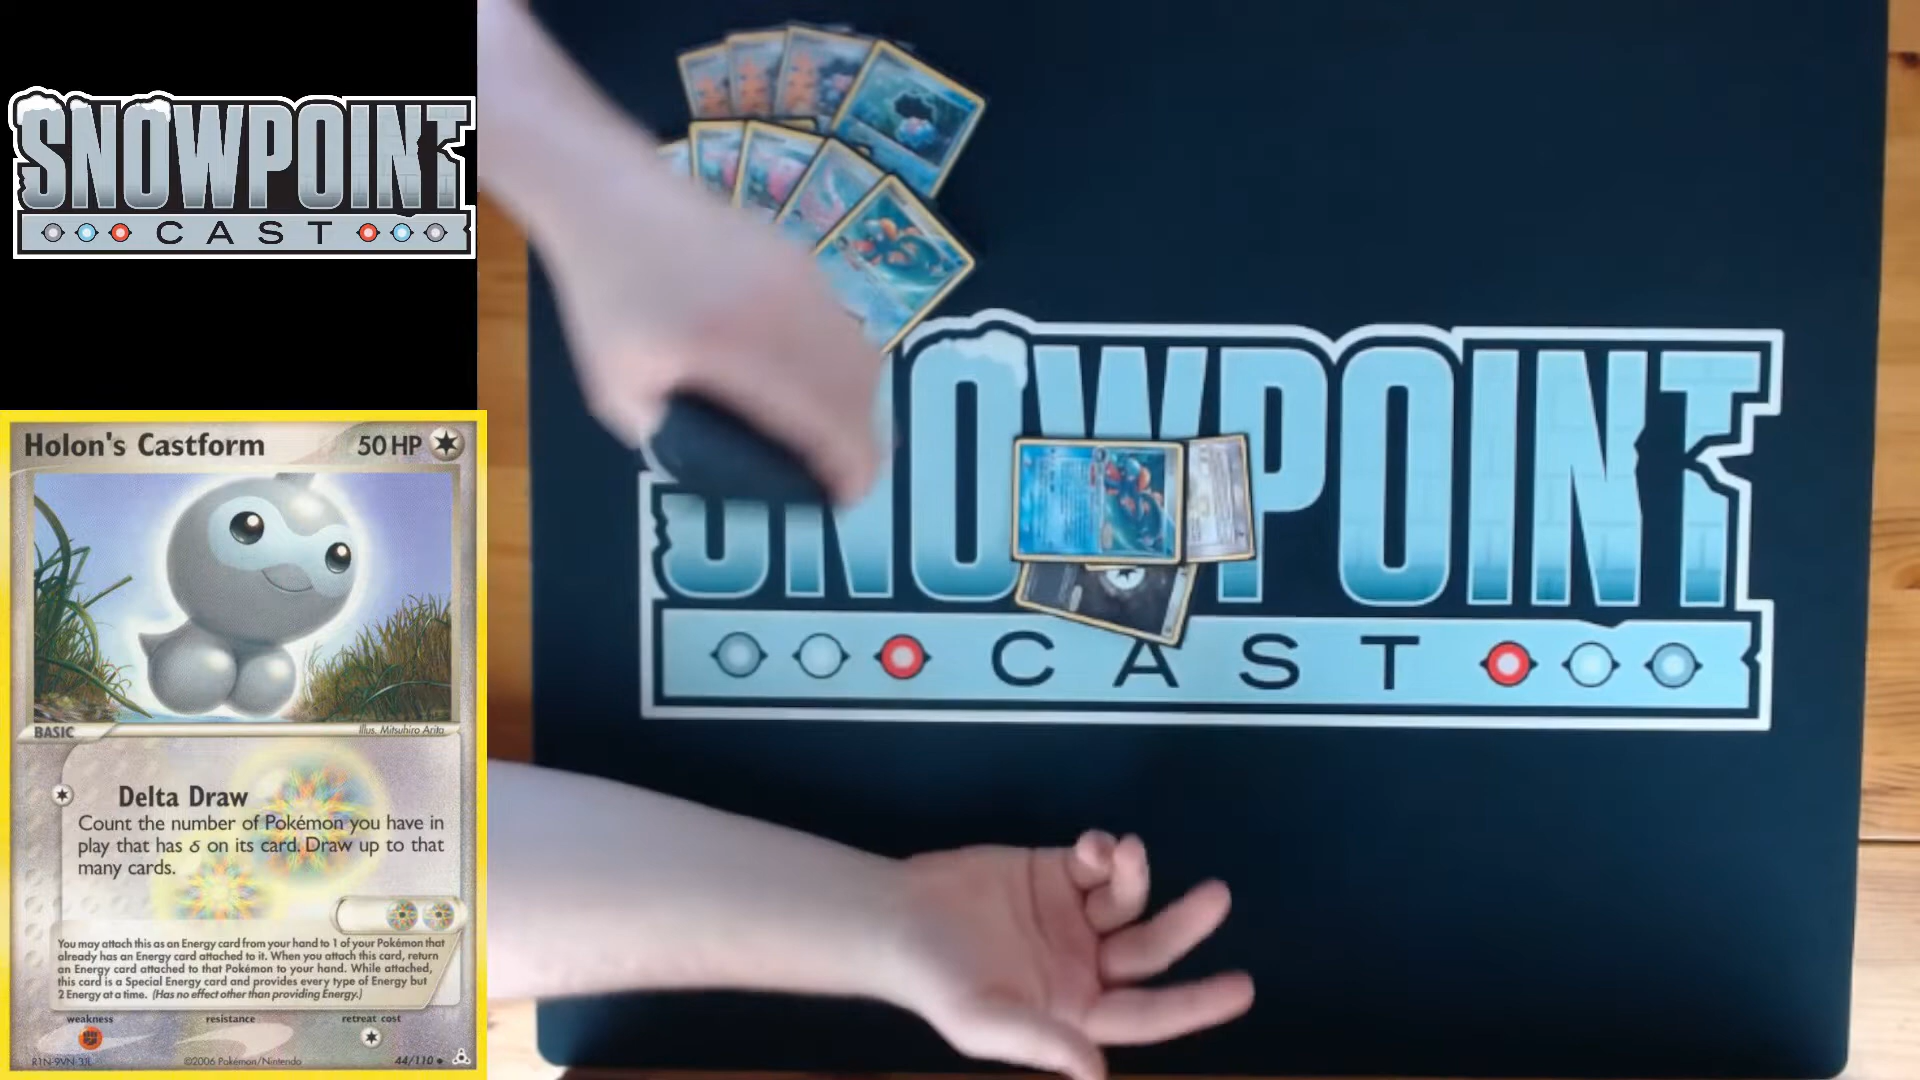 SNOWPOINT
CAST
Holon's Castform 50 HP
BASIC
Illus. Mitsuhiro Arita
Delta Draw
Count the number of Pokémon you have in
play that has δ on its card. Draw up to that
many cards.
You may attach this as an Energy card from your hand to 1 of your Pokémon that
already has an Energy card attached to it. When you attach this card, return
an Energy card attached to that Pokémon to your hand. While attached,
this card is a Special Energy card and provides every type of Energy but
2 Energy at a time. (Has no effect other than providing Energy.)
weakness resistance retreat cost
©2006 Pokémon/Nintendo
44/110
SNOWPOINT
CAST